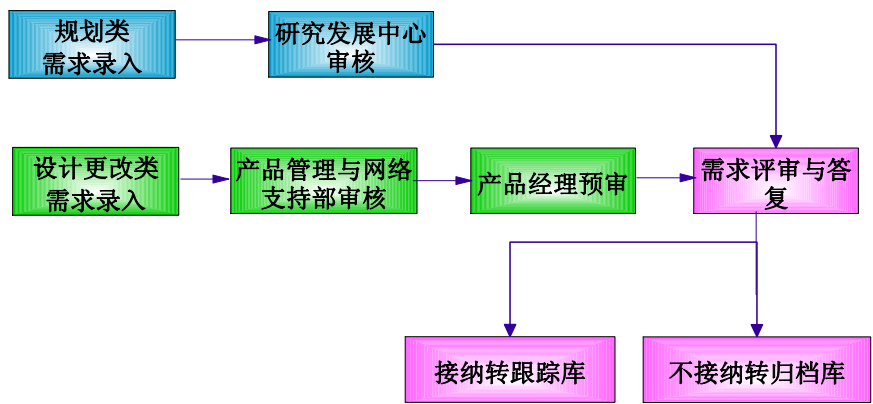 规划类
需求录入
研究发展中心
审核
设计更改类
需求录入
产品管理与网络
支持部审核
产品经理预审
需求评审与答
复
接纳转跟踪库
不接纳转归档库